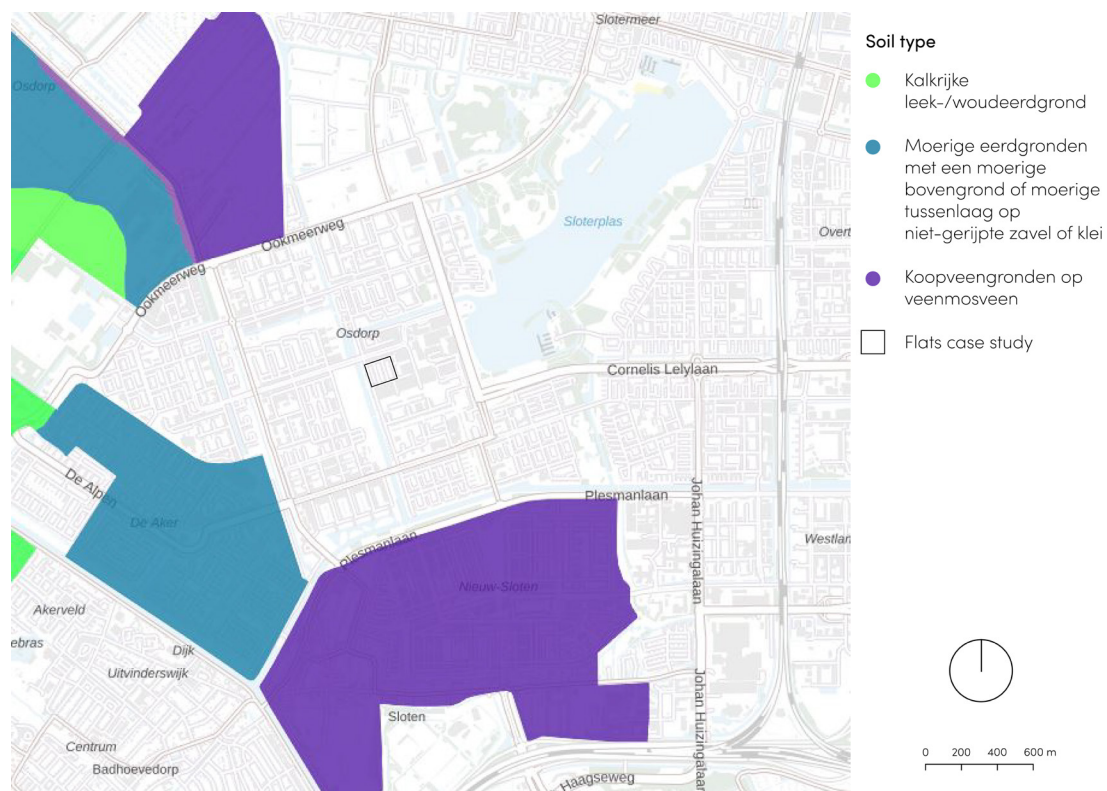 Slotermeer
Soil type
Osdorp
Kalkrijke
leek-/woudeerdgrond
Moerige eerdgronden
met een moerige
bovengrond of moerige
tussenlaag op
niet-gerijpte zavel of klei
Sloterplas
Overt
Ookmeerweg
Ookmeerweg
Koopveengronden op
veenmosveen
Osdorp
Flats case study
Cornelis Lelylaan
De Alpen
De Aker
Plesmanlaan
Plesmanlaan
Johan Huizingalaan
Westlan
Nieuw-Sloten
Akerveld
ebras
Dijk
Uitvinderswijk
Johan Huizingalaan
Sloten
Centrum
Badhoevedorp
Haagseweg
0 200 400 600 m